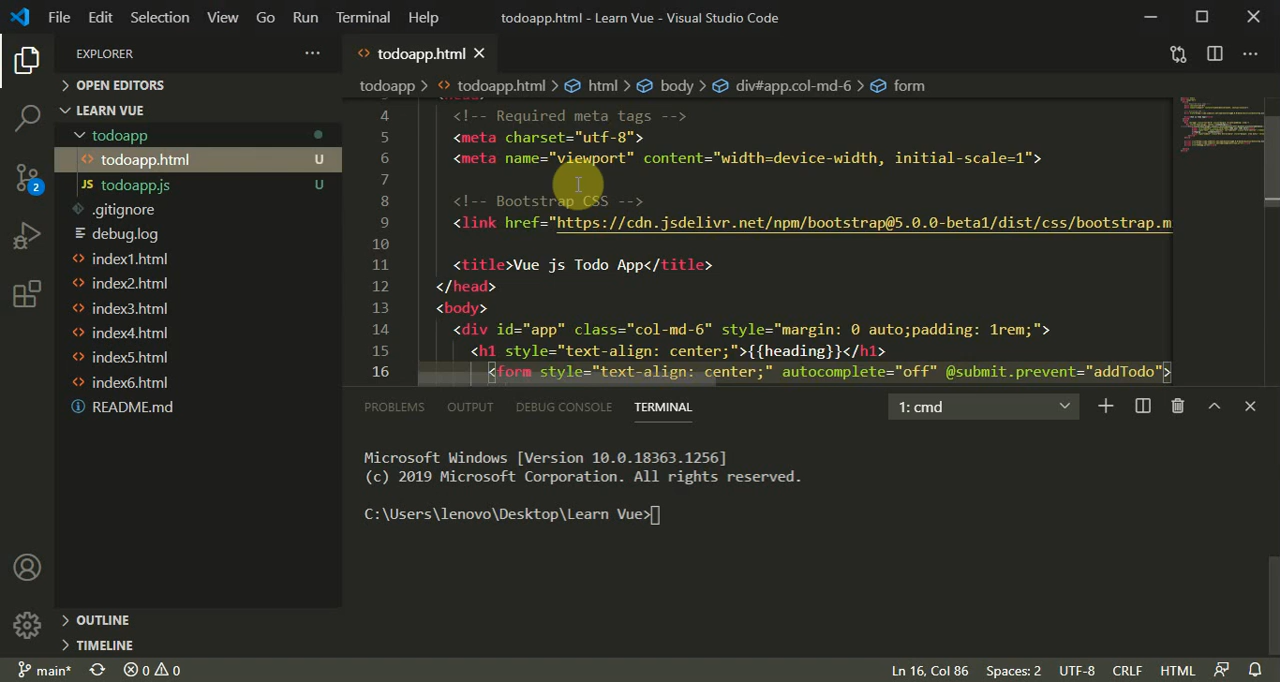 File Edit Selection View Go Run Terminal Help todoapp.html - Learn Vue - Visual Studio Code
EXPLORER
OPEN EDITORS
LEARN VUE
todoapp
todoapp.html U
JS todoapp.js U
.gitignore
debug.log
index1.html
index2.html
index3.html
index4.html
index5.html
index6.html
README.md
OUTLINE
TIMELINE
2
todoapp.html
todoapp > todoapp.html > html > body > div#app.col-md-6 > form
4 <!-- Required meta tags -->
5 <meta charset="utf-8">
6 <meta name="viewport" content="width=device-width, initial-scale=1">
7
8 <!-- Bootstrap CSS -->
9 <link href="https://cdn.jsdelivr.net/npm/bootstrap@5.0.0-beta1/dist/css/bootstrap.m
10
11 <title>Vue js Todo App</title>
12 </head>
13 <body>
14 <div id="app" class="col-md-6" style="margin: 0 auto;padding: 1rem;">
15 <h1 style="text-align: center;">{{heading}}</h1>
16 <form style="text-align: center;" autocomplete="off" @submit.prevent="addTodo">
PROBLEMS OUTPUT DEBUG CONSOLE TERMINAL 1: cmd
Microsoft Windows [Version 10.0.18363.1256]
(c) 2019 Microsoft Corporation. All rights reserved.
C:\Users\lenovo\Desktop\Learn Vue>
main* 0 0 Ln 16, Col 86 Spaces: 2 UTF-8 CRLF HTML